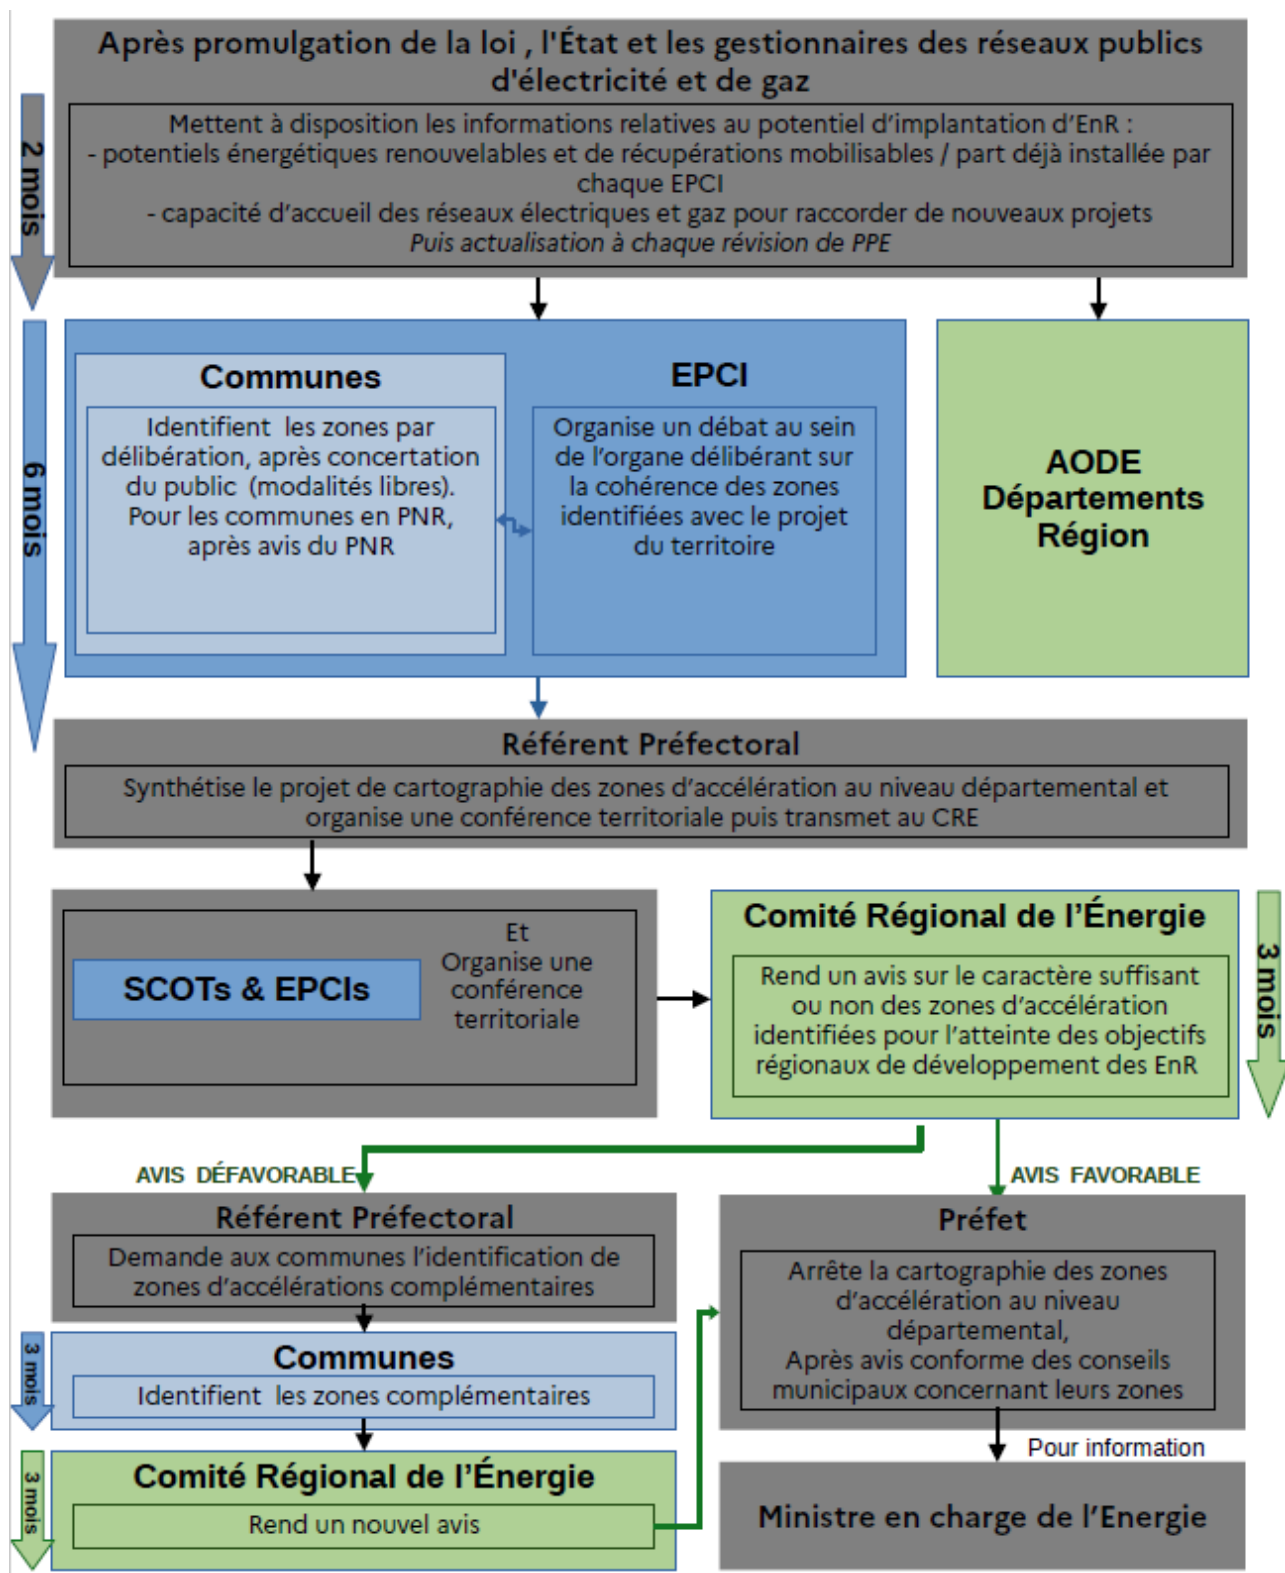 Après promulgation de la loi , l'État et les gestionnaires des réseaux publics
d'électricité et de gaz
2 mois
Mettent à disposition les informations relatives au potentiel d’implantation d’EnR :
- potentiels énergétiques renouvelables et de récupérations mobilisables / part déjà installée par
chaque EPCI
- capacité d’accueil des réseaux électriques et gaz pour raccorder de nouveaux projets
Puis actualisation à chaque révision de PPE
6 mois
Communes
Identifient les zones par
délibération, après concertation
du public (modalités libres).
Pour les communes en PNR,
après avis du PNR
EPCI
Organise un débat au sein
de l’organe délibérant sur
la cohérence des zones
identifiées avec le projet
du territoire
AODE
Départements
Région
Référent Préfectoral
Synthétise le projet de cartographie des zones d’accélération au niveau départemental et
organise une conférence territoriale puis transmet au CRE
SCOTs & EPCIs
Et
Organise une
conférence
territoriale
Comité Régional de l’Énergie
Rend un avis sur le caractère suffisant
ou non des zones d’accélération
identifiées pour l’atteinte des objectifs
régionaux de développement des EnR
3 mois
AVIS DÉFAVORABLE
AVIS FAVORABLE
Référent Préfectoral
Demande aux communes l’identification de
zones d’accélérations complémentaires
3 mois
Communes
Identifient les zones complémentaires
3 mois
Comité Régional de l’Énergie
Rend un nouvel avis
Préfet
Arrête la cartographie des zones
d’accélération au niveau
départemental,
Après avis conforme des conseils
municipaux concernant leurs zones
Pour information
Ministre en charge de l’Energie